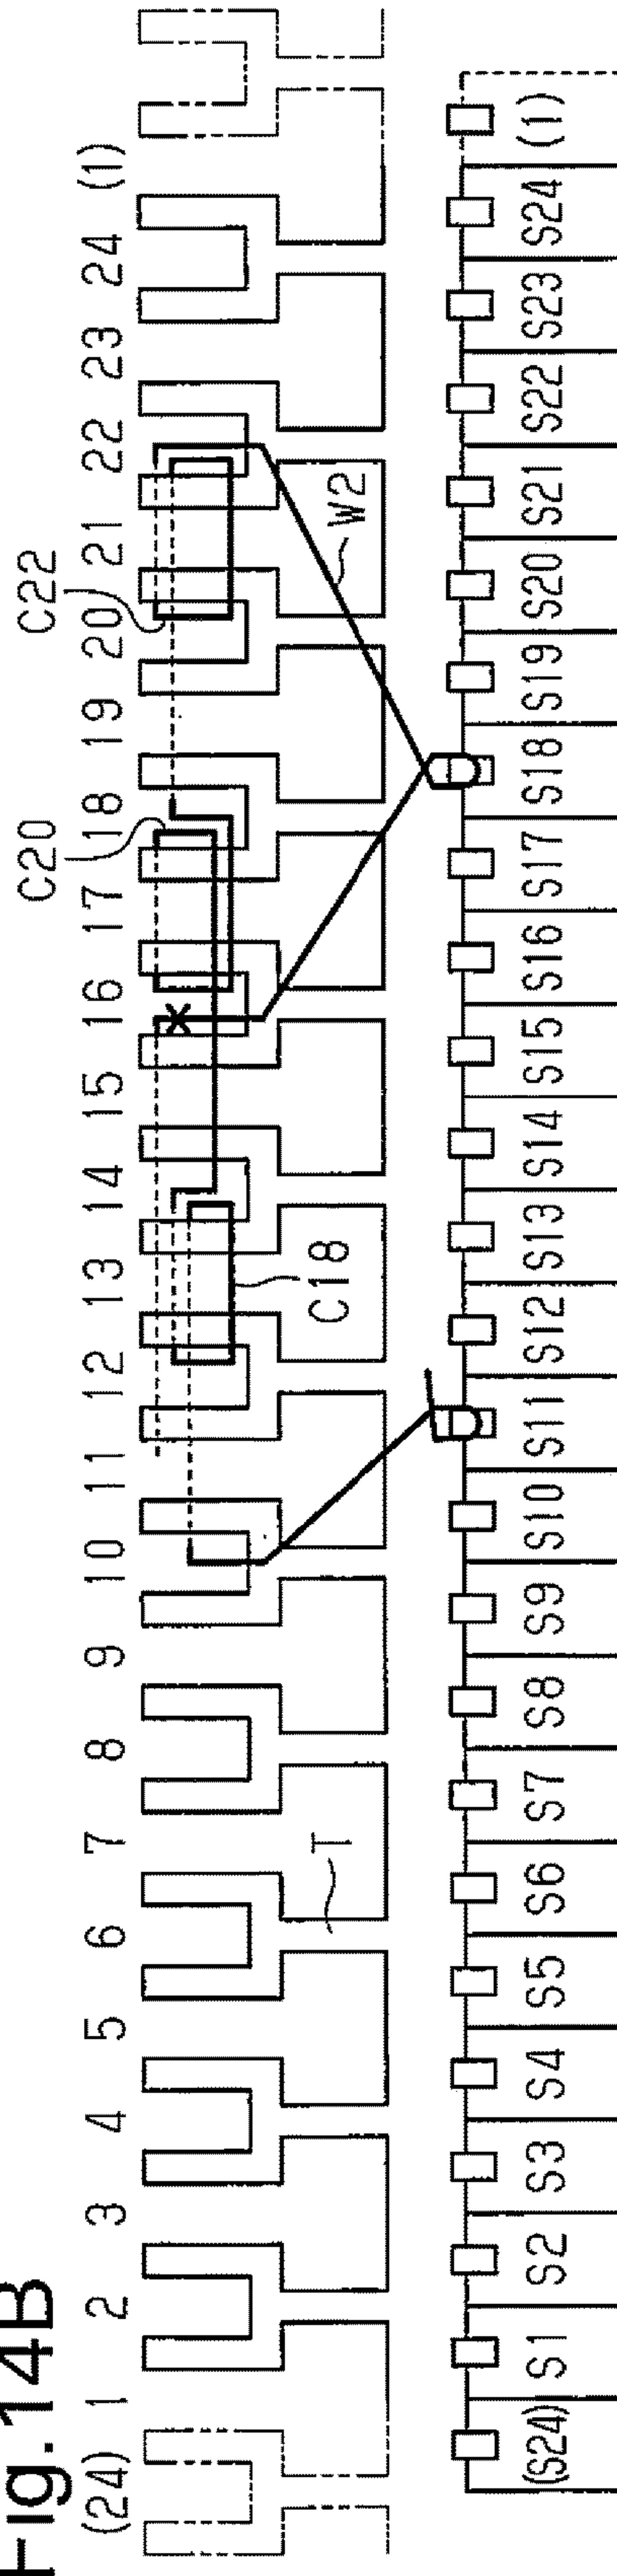 Fig.14B
C20 C22
(24) 1 2 3 4 5 6 7 8 9 10 11 12 13 14 15 16 17 18 19 20 21 22 23 24 (1)
T C18 W2
(S24) S1 S2 S3 S4 S5 S6 S7 S8 S9 S10 S11 S12 S13 S14 S15 S16 S17 S18 S19 S20 S21 S22 S23 S24 (1)